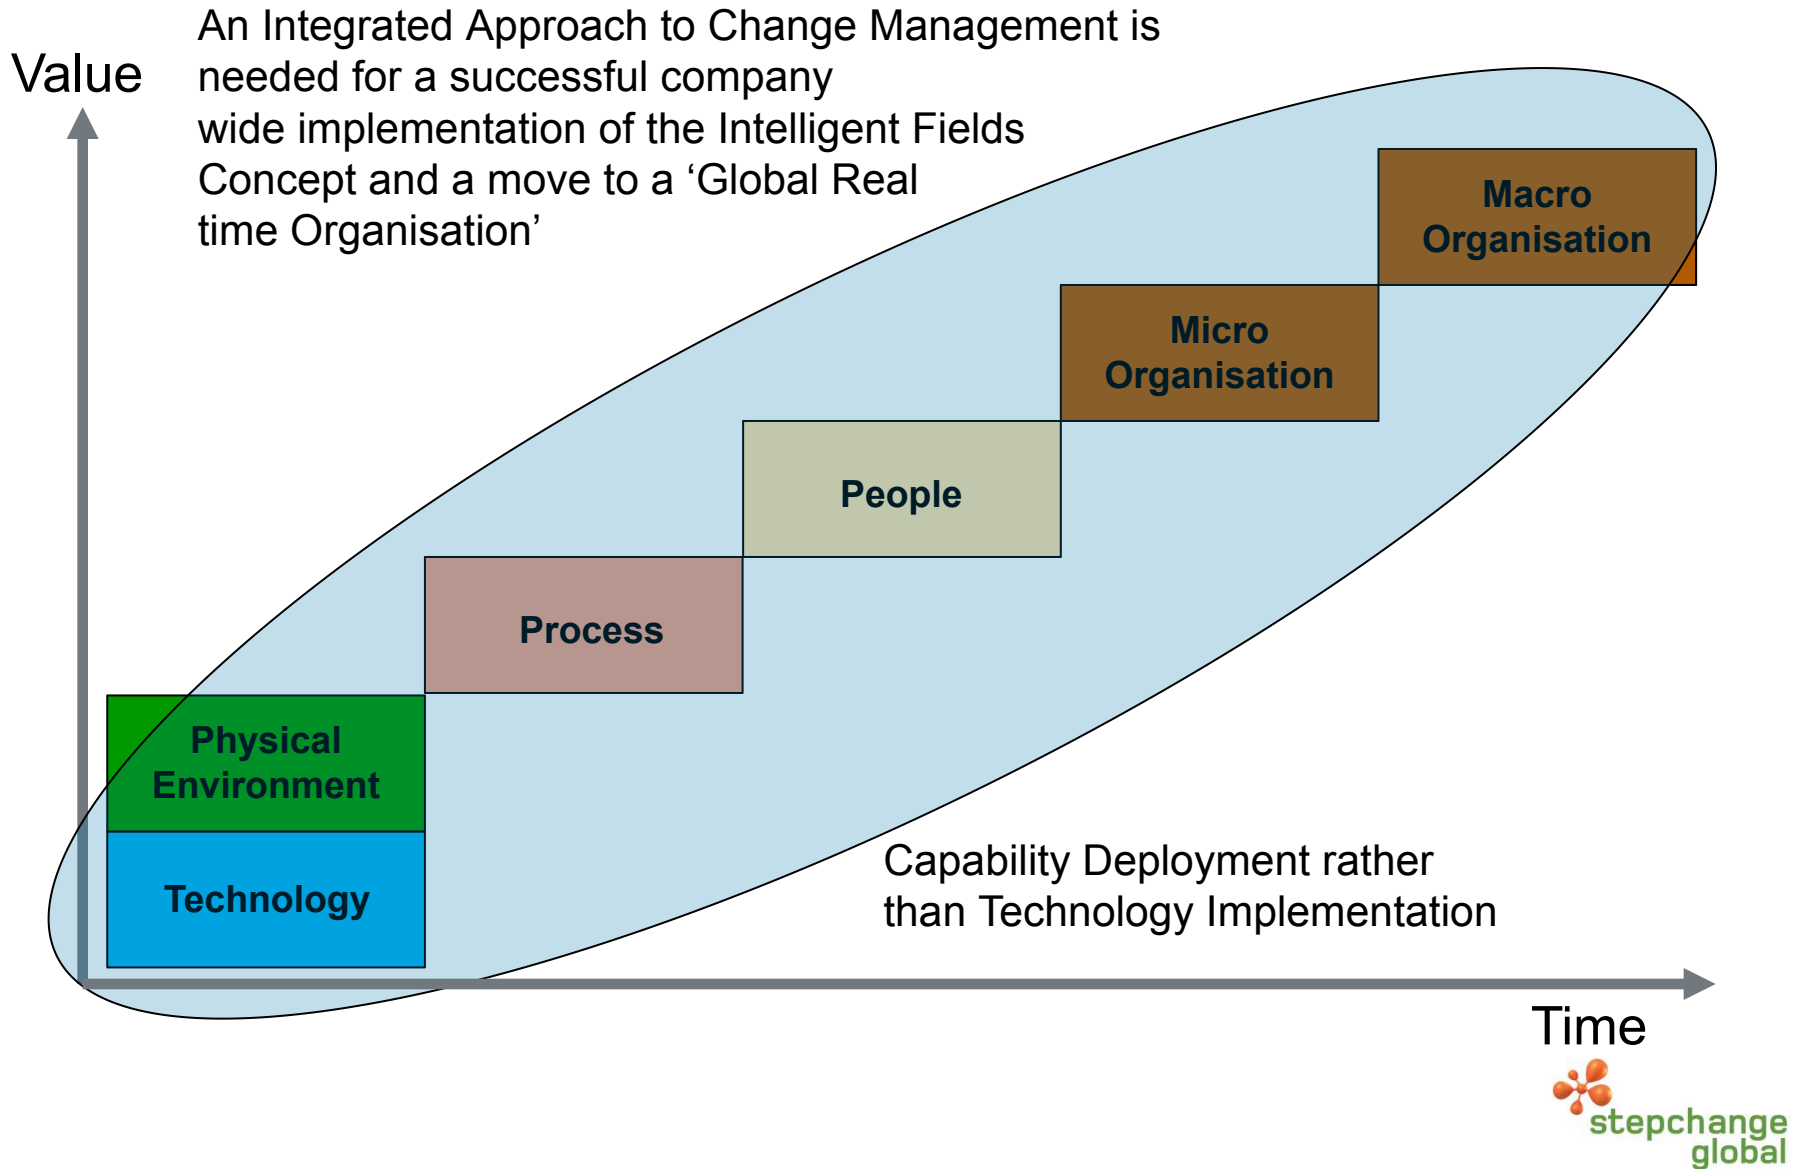 An Integrated Approach to Change Management is
needed for a successful company
wide implementation of the Intelligent Fields
Concept and a move to a ‘Global Real
time Organisation’
Value
Macro
Organisation
Micro
Organisation
People
Process
Physical
Environment
Technology
Capability Deployment rather
than Technology Implementation
Time
stepchange
global